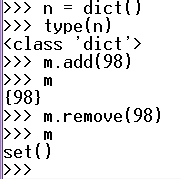 >>> n = dict()
>>> type(n)
<class 'dict'>
>>> m.add(98)
>>> m
{98}
>>> m.remove(98)
>>> m
set()
>>>